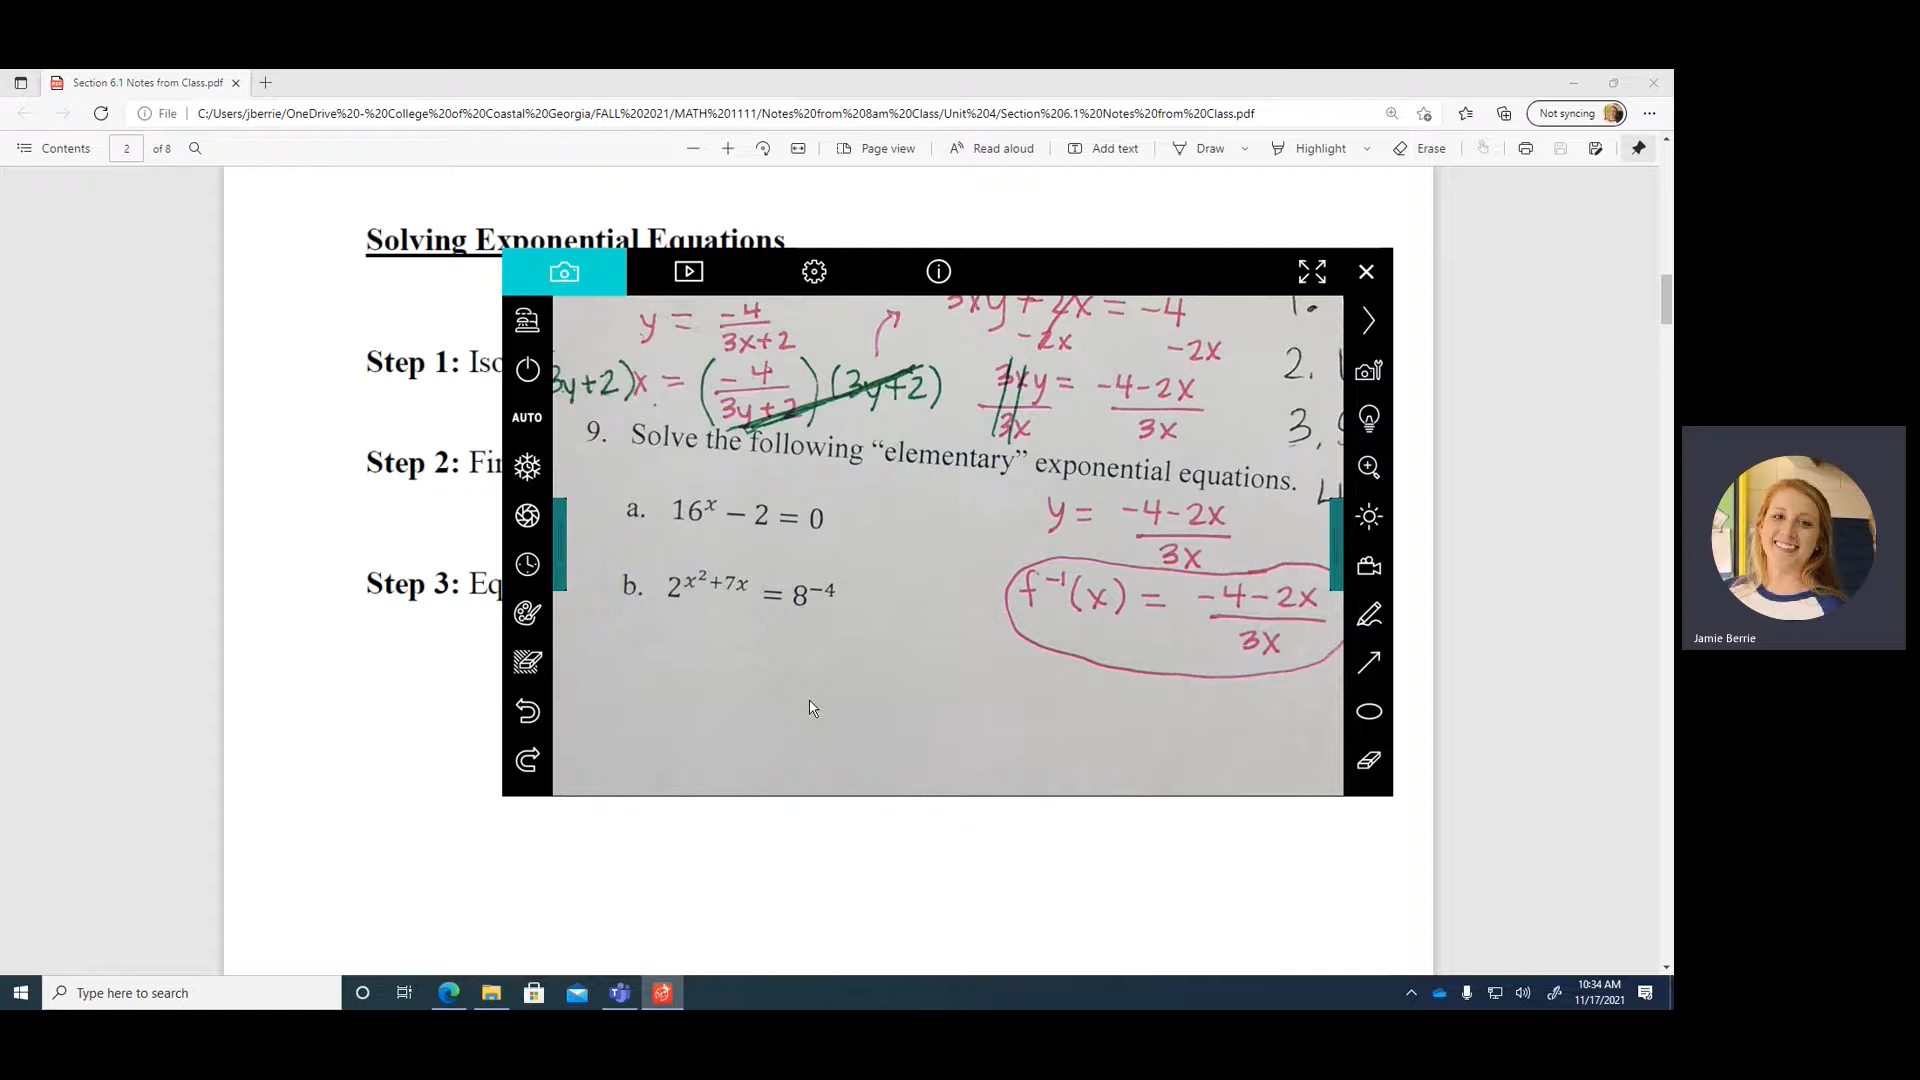 Section 6.1 Notes from Class.pdf
File C:/Users/jberrie/OneDrive%20-%20College%20of%20Coastal%20Georgia/FALL%202021/MATH%201111/Notes%20from%208am%20Class/Unit%204/Section%206.1%20Notes%20from%20Class.pdf
Not syncing
Contents 2 of 8 Page view Read aloud Add text Draw Highlight Erase
Solving Exponential Equations
Step 1: Iso
Step 2: Fin
Step 3: Eq
AUTO
y = -4/(3x+2)
3xy + 2x = -4
-2x -2x
3y+2)x = (-4/(3y+2)) (3y+2)
3xy/3x = (-4-2x)/3x
2.
3.
9. Solve the following “elementary” exponential equations.
a. 16^x − 2 = 0
y = (-4-2x)/3x
b. 2^(x²+7x) = 8^−4
f⁻¹(x) = (-4-2x)/3x
Jamie Berrie
Type here to search
10:34 AM
11/17/2021